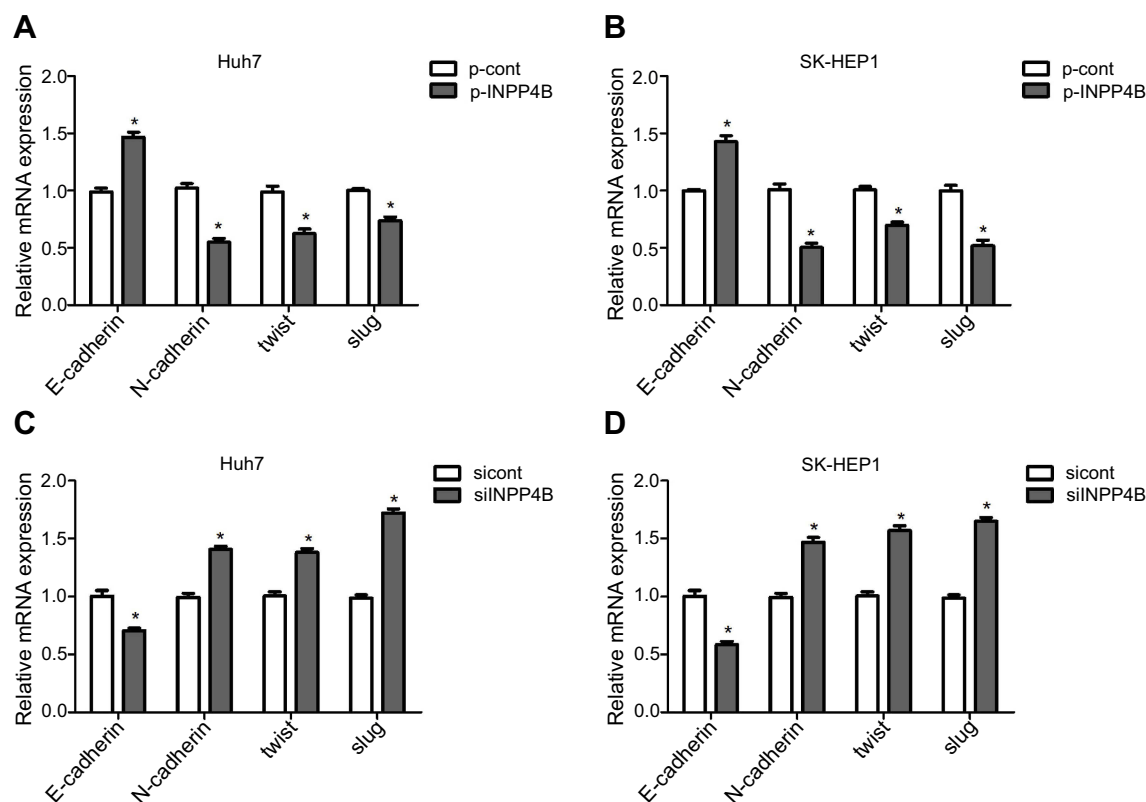 A
Huh7
p-cont
p-INPP4B
Relative mRNA expression
2.0
1.5
1.0
0.5
0.0
* * * *
E-cadherin N-cadherin twist slug
B
SK-HEP1
p-cont
p-INPP4B
Relative mRNA expression
2.0
1.5
1.0
0.5
0.0
* * * *
E-cadherin N-cadherin twist slug
C
Huh7
sicont
siINPP4B
Relative mRNA expression
2.0
1.5
1.0
0.5
0.0
* * * *
E-cadherin N-cadherin twist slug
D
SK-HEP1
sicont
siINPP4B
Relative mRNA expression
2.0
1.5
1.0
0.5
0.0
* * * *
E-cadherin N-cadherin twist slug